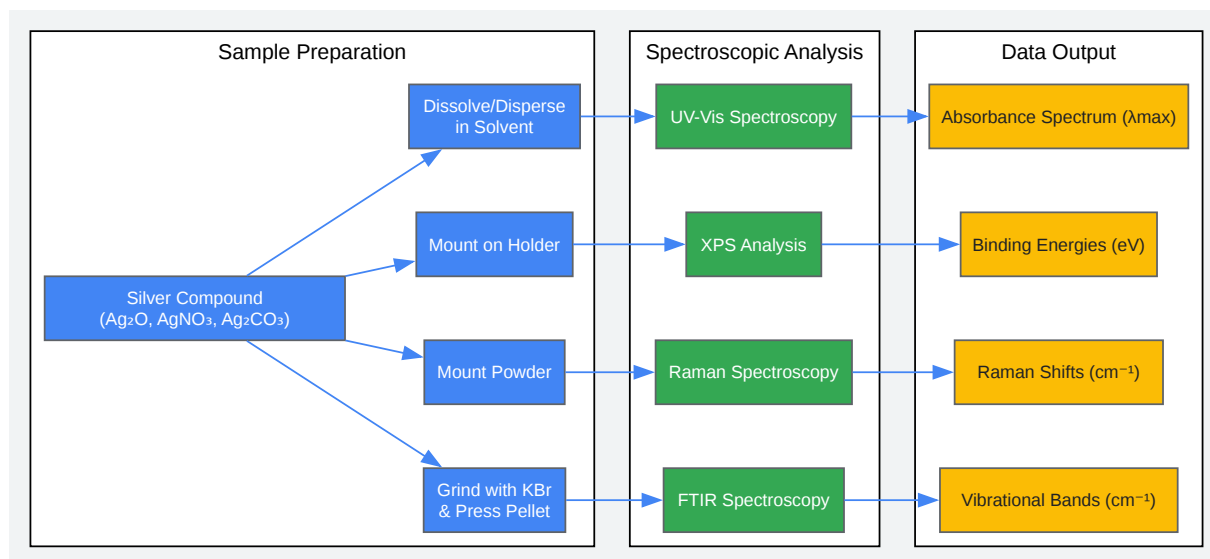 Sample Preparation
Spectroscopic Analysis
Data Output
Dissolve/Disperse
in Solvent
UV-Vis Spectroscopy
Absorbance Spectrum (λmax)
Mount on Holder
XPS Analysis
Binding Energies (eV)
Silver Compound
(Ag₂O, AgNO₃, Ag₂CO₃)
Mount Powder
Raman Spectroscopy
Raman Shifts (cm⁻¹)
Grind with KBr
& Press Pellet
FTIR Spectroscopy
Vibrational Bands (cm⁻¹)